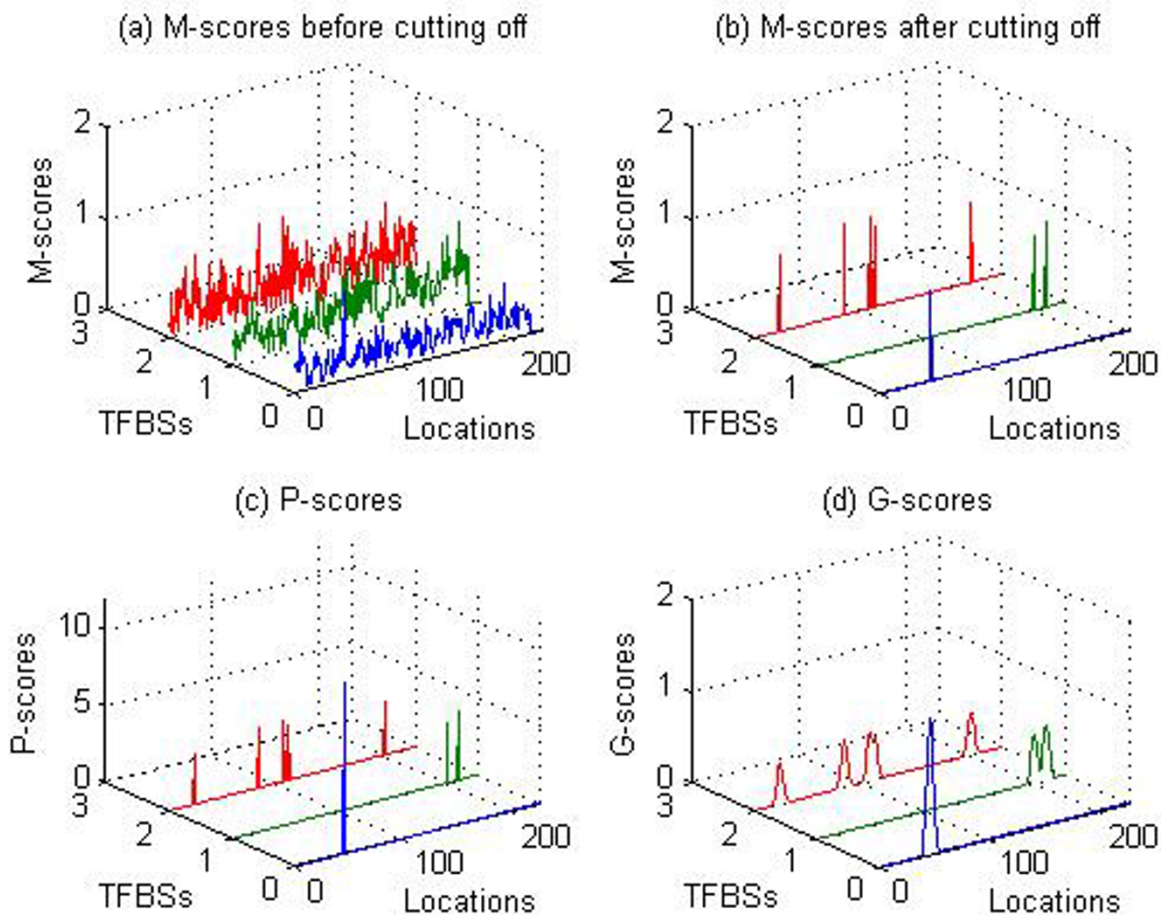 (a) M-scores before cutting off
(b) M-scores after cutting off
M-scores
2
1
0
3
2
1
0
TFBSs
0
100
200
Locations
M-scores
2
1
0
3
2
1
0
TFBSs
0
100
200
Locations
(c) P-scores
(d) G-scores
P-scores
10
5
0
3
2
1
0
TFBSs
0
100
200
Locations
G-scores
2
1
0
3
2
1
0
TFBSs
0
100
200
Locations